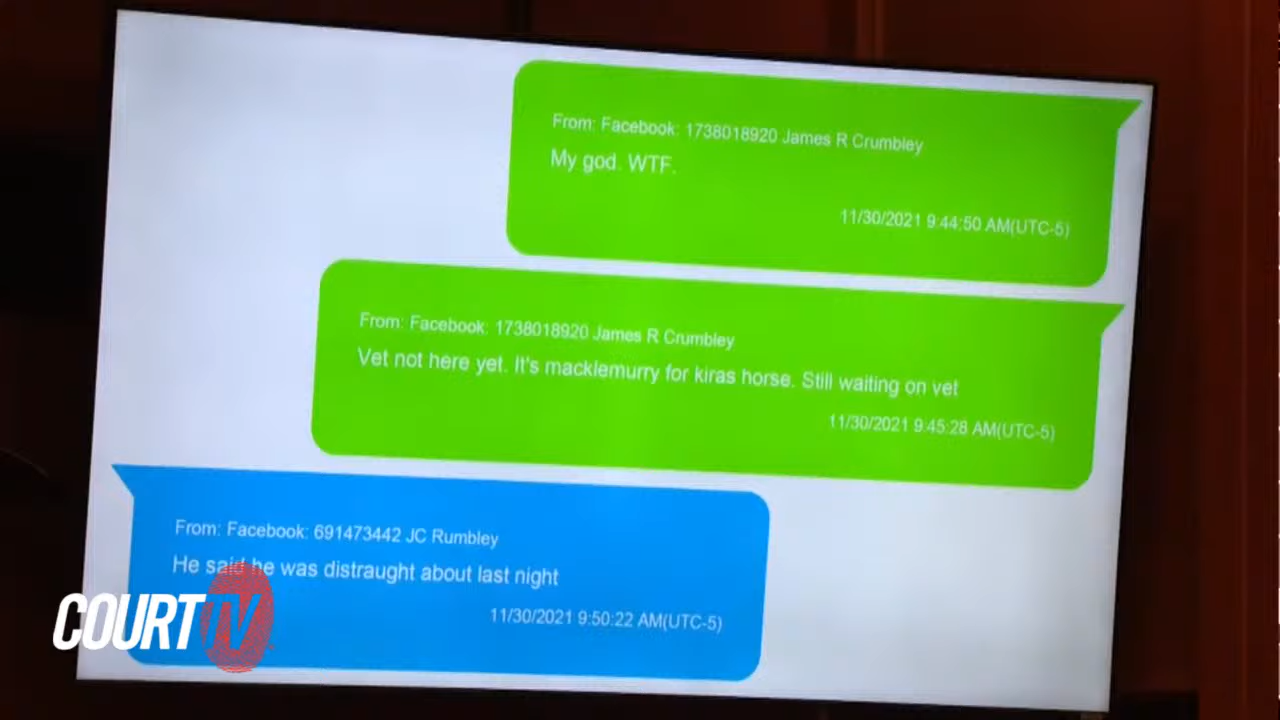 From: Facebook: 1738018920 James R Crumbley
My god. WTF.
11/30/2021 9:44:50 AM(UTC-5)
From: Facebook: 1738018920 James R Crumbley
Vet not here yet. It's macklemurry for kiras horse. Still waiting on vet
11/30/2021 9:45:28 AM(UTC-5)
From: Facebook: 691473442 JC Rumbley
He said he was distraught about last night
11/30/2021 9:50:22 AM(UTC-5)
COURT TV